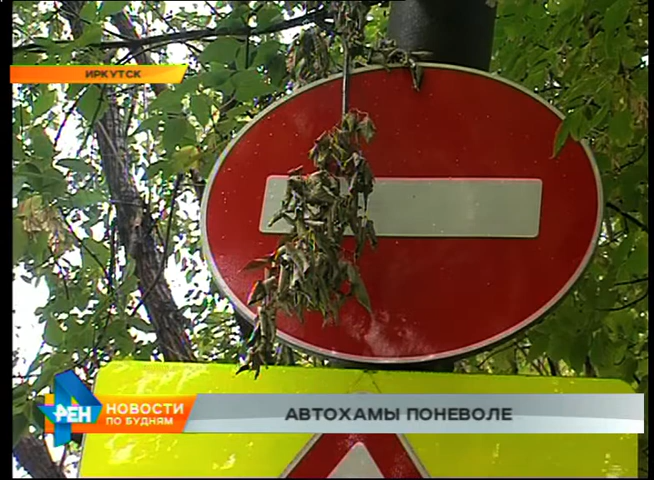 ИРКУТСК
РЕН
НОВОСТИ
ПО БУДНЯМ
АВТОХАМЫ ПОНЕВОЛЕ